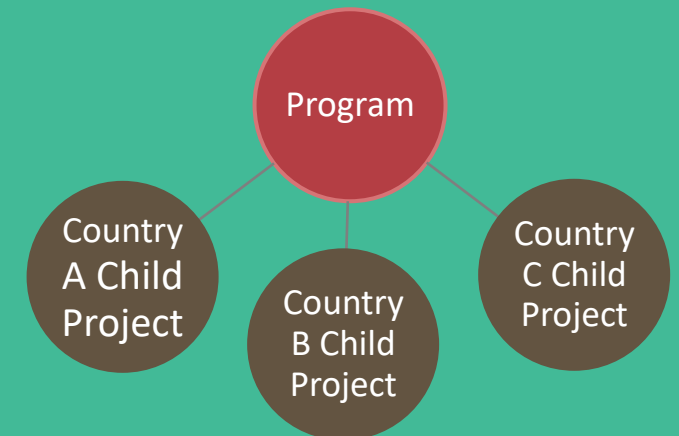 Program
Country
A Child
Project
Country
B Child
Project
Country
C Child
Project